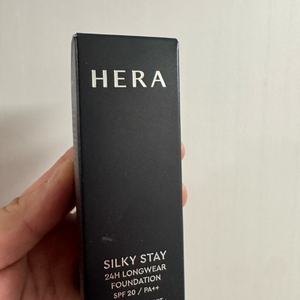 HERA
SILKY STAY
24H LONGWEAR
FOUNDATION
SPF 20 / PA++